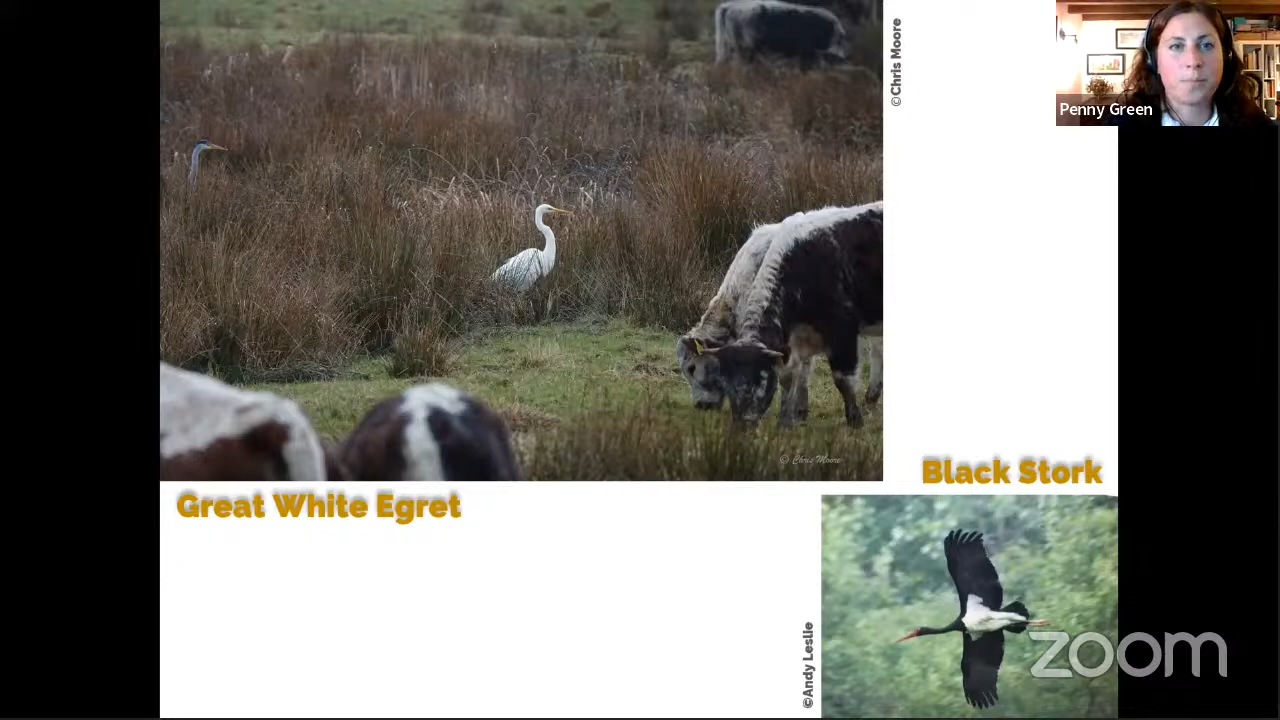 ©Chris Moore
Penny Green
© Chris Moore
Black Stork
Great White Egret
©Andy Leslie
zoom